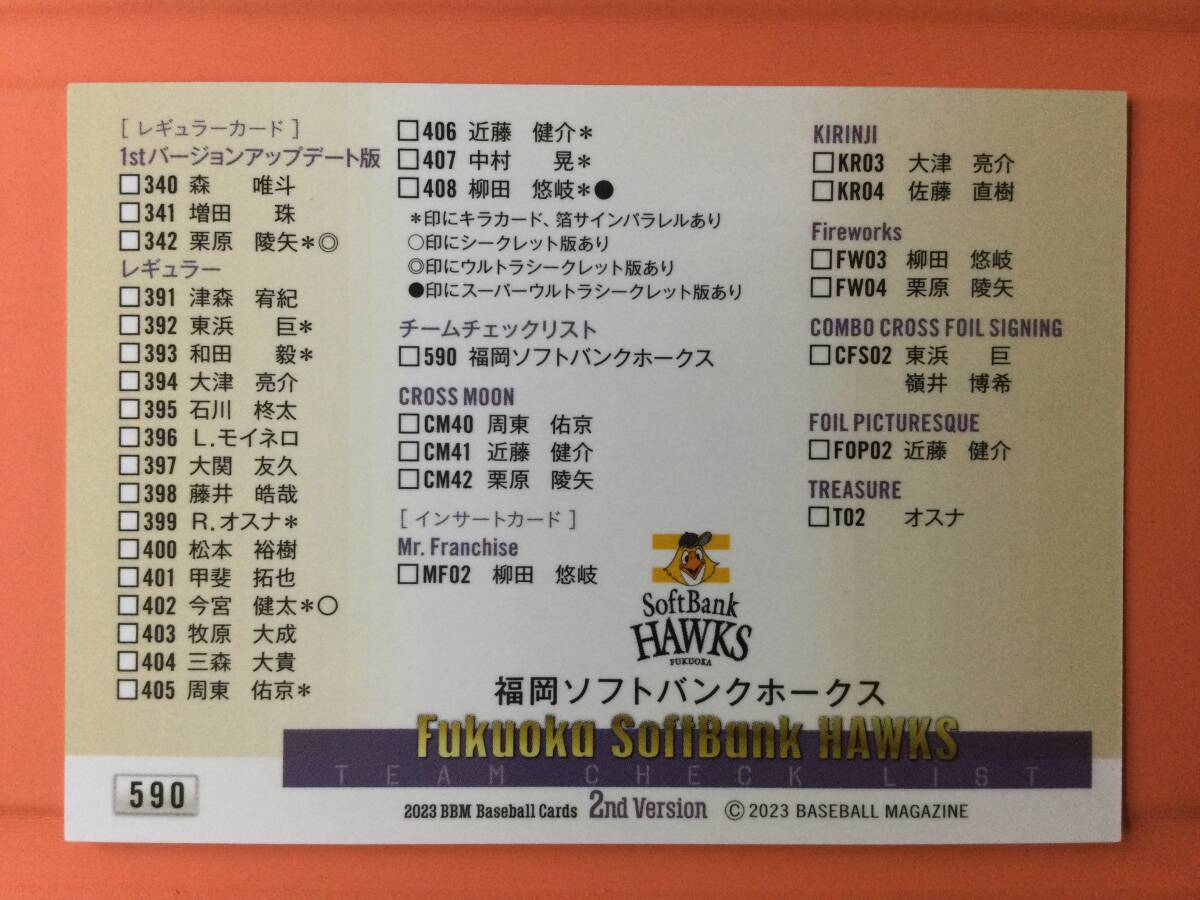 [ レギュラーカード ]
1stバージョンアップデート版
□340 森　唯斗
□341 増田　珠
□342 栗原　陵矢*◎
レギュラー
□391 津森　宥紀
□392 東浜　巨*
□393 和田　毅*
□394 大津　亮介
□395 石川　柊太
□396 L.モイネロ
□397 大関　友久
□398 藤井　皓哉
□399 R.オスナ*
□400 松本　裕樹
□401 甲斐　拓也
□402 今宮　健太*○
□403 牧原　大成
□404 三森　大貴
□405 周東　佑京*
□406 近藤　健介*
□407 中村　晃*
□408 柳田　悠岐*●
*印にキラカード、箔サインパラレルあり
○印にシークレット版あり
◎印にウルトラシークレット版あり
●印にスーパーウルトラシークレット版あり
チームチェックリスト
□590 福岡ソフトバンクホークス
CROSS MOON
□CM40 周東　佑京
□CM41 近藤　健介
□CM42 栗原　陵矢
[ インサートカード ]
Mr. Franchise
□MF02 柳田　悠岐
KIRINJI
□KR03 大津　亮介
□KR04 佐藤　直樹
Fireworks
□FW03 柳田　悠岐
□FW04 栗原　陵矢
COMBO CROSS FOIL SIGNING
□CFS02 東浜　巨
嶺井　博希
FOIL PICTURESQUE
□FOP02 近藤　健介
TREASURE
□T02 オスナ
SoftBank
HAWKS
FUKUOKA
福岡ソフトバンクホークス
Fukuoka SoftBank HAWKS
TEAM CHECK LIST
590
2023 BBM Baseball Cards 2nd Version ©2023 BASEBALL MAGAZINE